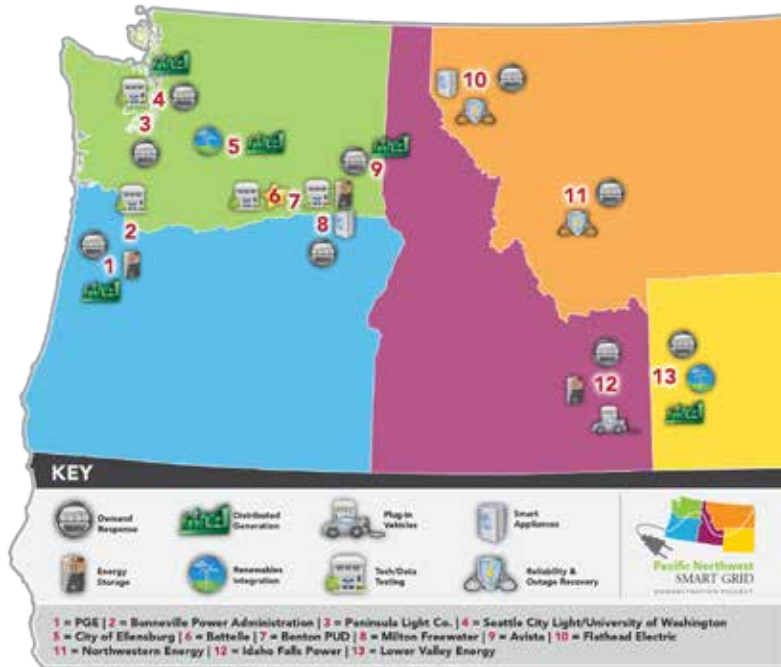 4
3
5
9
6
7
8
2
1
10
11
12
13
KEY
Demand
Response
Distributed
Generation
Plug-in
Vehicles
Smart
Appliances
Energy
Storage
Renewables
Integration
Tech/Data
Testing
Reliability &
Outage Recovery
Pacific Northwest
SMART GRID
DEMONSTRATION PROJECT
1 = PGE | 2 = Bonneville Power Administration | 3 = Peninsula Light Co. | 4 = Seattle City Light/University of Washington
5 = City of Ellensburg | 6 = Battelle | 7 = Benton PUD | 8 = Milton Freewater | 9 = Avista | 10 = Flathead Electric
11 = Northwestern Energy | 12 = Idaho Falls Power | 13 = Lower Valley Energy